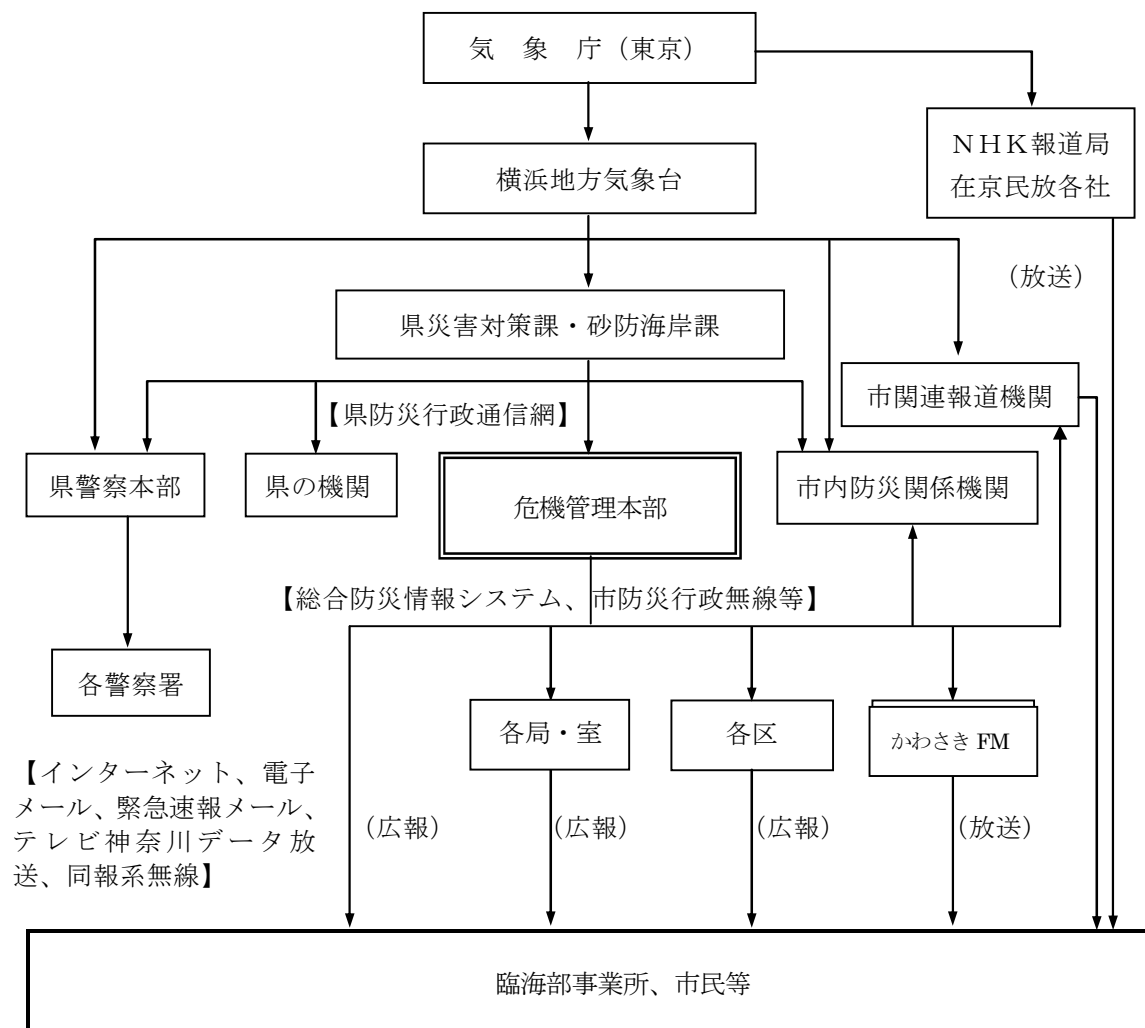 気　象　庁（東京）
ＮＨＫ報道局
在京民放各社
横浜地方気象台
（放送）
県災害対策課・砂防海岸課
市関連報道機関
【県防災行政通信網】
県警察本部
県の機関
危機管理本部
市内防災関係機関
【総合防災情報システム、市防災行政無線等】
各警察署
各局・室
各区
かわさき FM
【インターネット、電子
メール、緊急速報メール、
テレビ神奈川データ放
送、同報系無線】
（広報）
（広報）
（広報）
（放送）
臨海部事業所、市民等